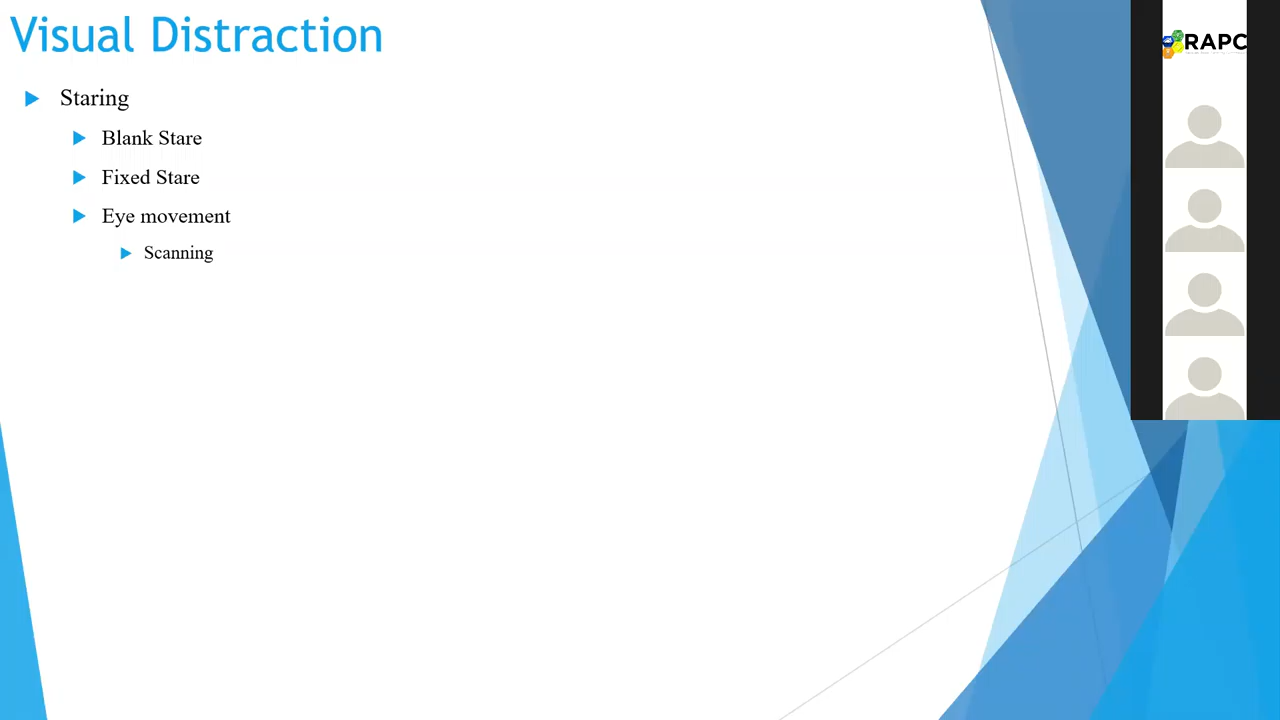 Visual Distraction
Staring
Blank Stare
Fixed Stare
Eye movement
Scanning
RAPC